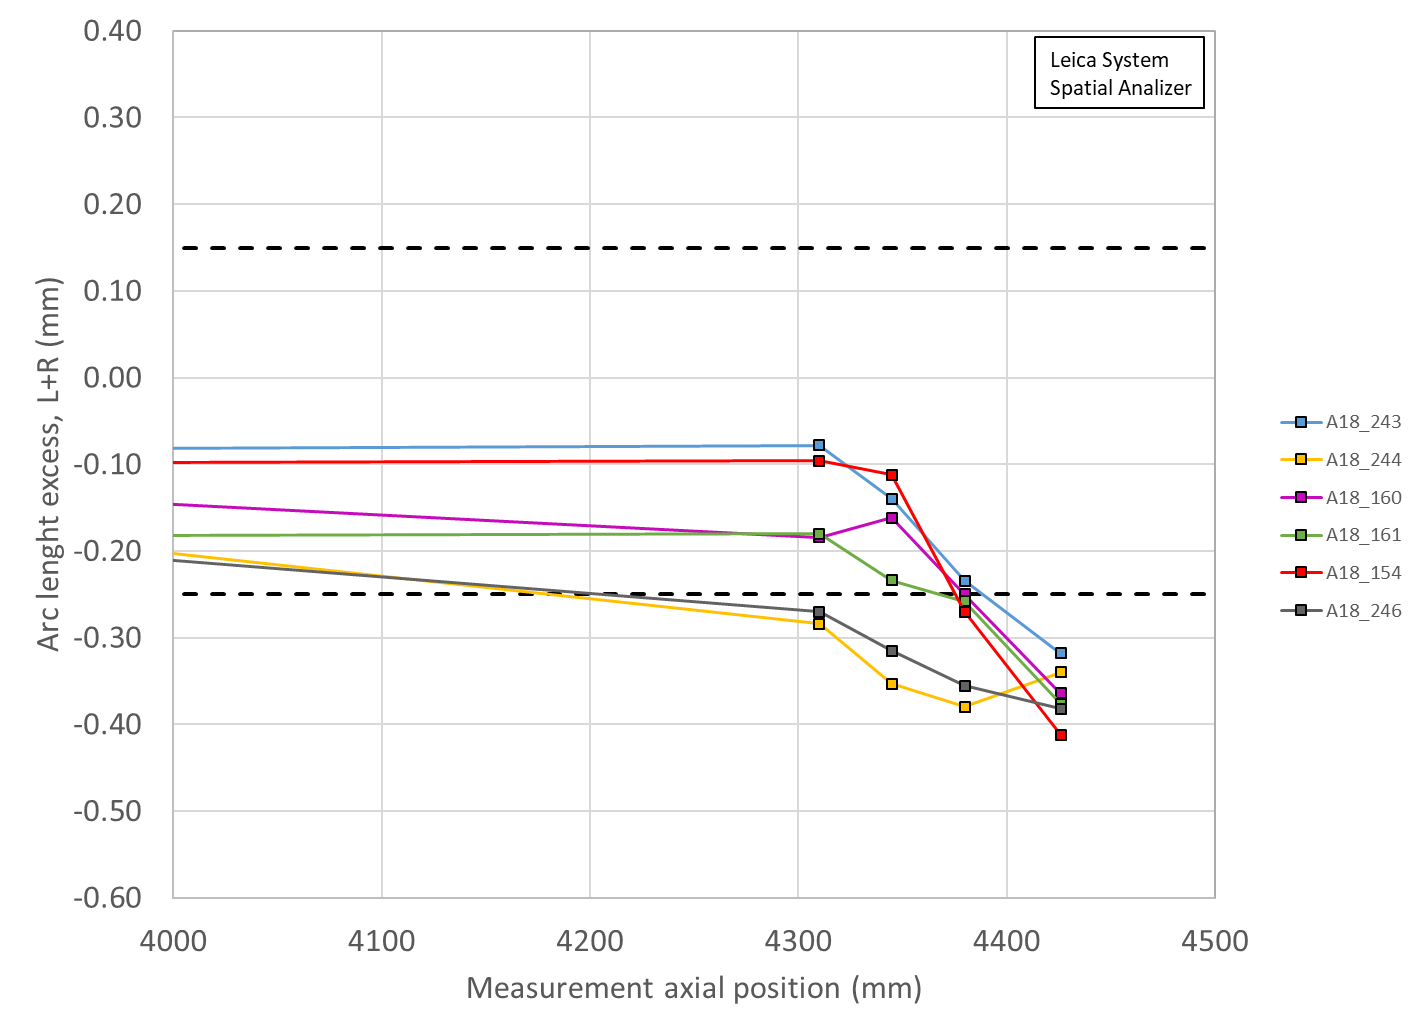 0.40
0.30
0.20
0.10
0.00
-0.10
-0.20
-0.30
-0.40
-0.50
-0.60
Arc lenght excess, L+R (mm)
Leica System
Spatial Analizer
4000 4100 4200 4300 4400 4500
Measurement axial position (mm)
A18_243
A18_244
A18_160
A18_161
A18_154
A18_246